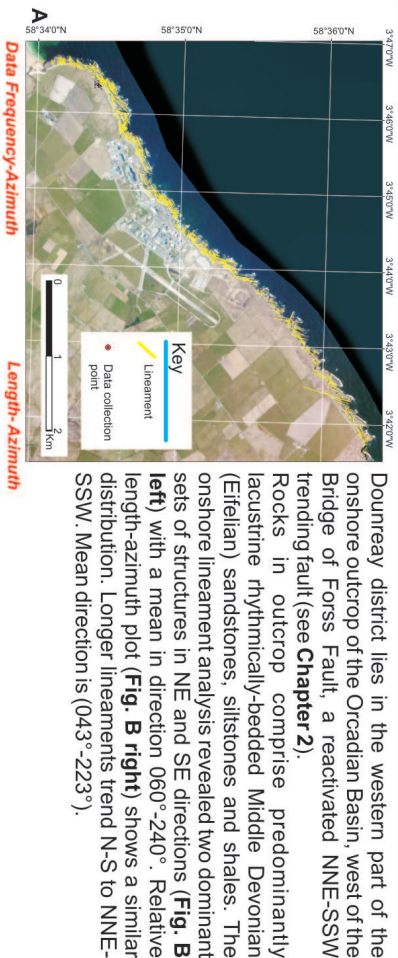 3°47'0"W 3°46'0"W 3°45'0"W 3°44'0"W 3°43'0"W 3°42'0"W
58°36'0"N
58°35'0"N
58°34'0"N
Key
Lineament
Data collection
point
0 1 2
Km
A
Data Frequency-Azimuth
Length- Azimuth
Dounreay district lies in the western part of the
onshore outcrop of the Orcadian Basin, west of the
Bridge of Forss Fault, a reactivated NNE-SSW
trending fault (see Chapter 2).
Rocks in outcrop comprise predominantly
lacustrine rhythmically-bedded Middle Devonian
(Eifelian) sandstones, siltstones and shales. The
onshore lineament analysis revealed two dominant
sets of structures in NE and SE directions (Fig. B
left) with a mean in direction 060°-240°. Relative
length-azimuth plot (Fig. B right) shows a similar
distribution. Longer lineaments trend N-S to NNE-
SSW. Mean direction is (043°-223°).